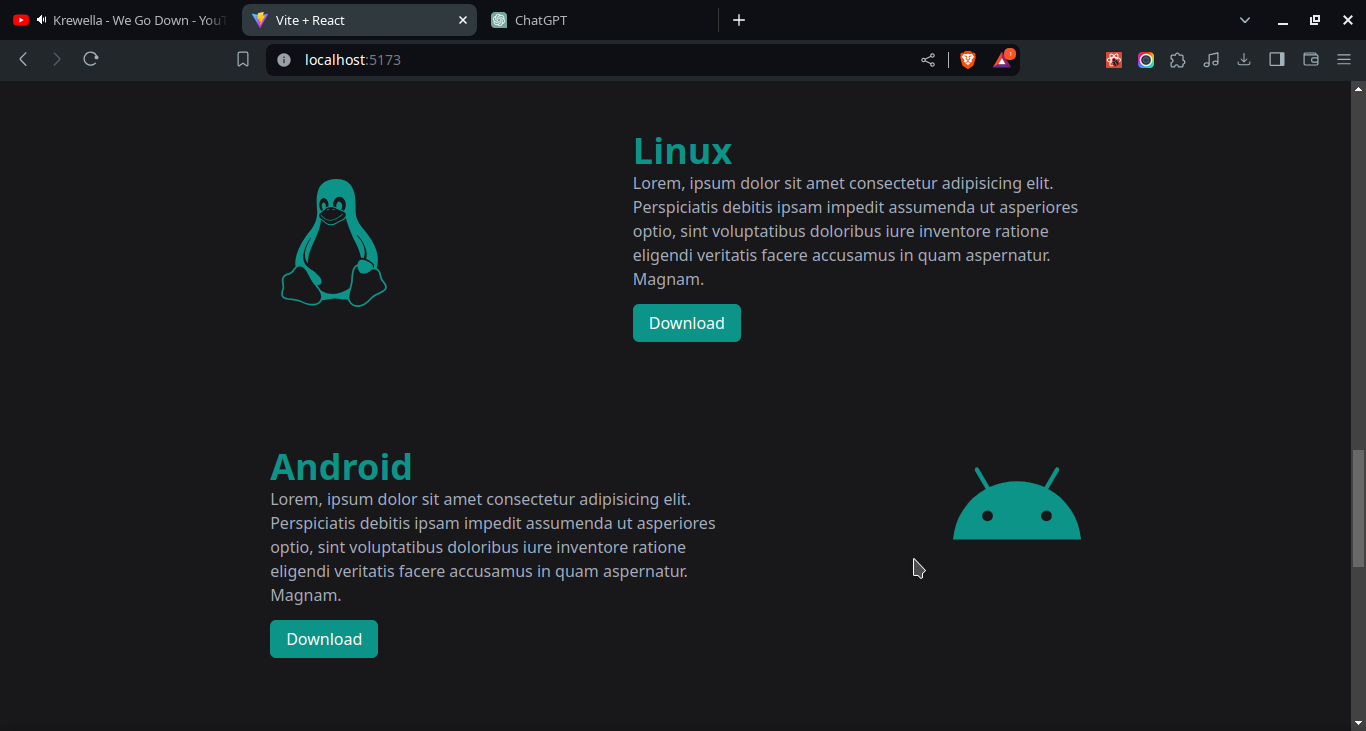 Krewella - We Go Down - YouT
Vite + React
ChatGPT
localhost:5173
1
Linux
Lorem, ipsum dolor sit amet consectetur adipisicing elit.
Perspiciatis debitis ipsam impedit assumenda ut asperiores
optio, sint voluptatibus doloribus iure inventore ratione
eligendi veritatis facere accusamus in quam aspernatur.
Magnam.
Download
Android
Lorem, ipsum dolor sit amet consectetur adipisicing elit.
Perspiciatis debitis ipsam impedit assumenda ut asperiores
optio, sint voluptatibus doloribus iure inventore ratione
eligendi veritatis facere accusamus in quam aspernatur.
Magnam.
Download